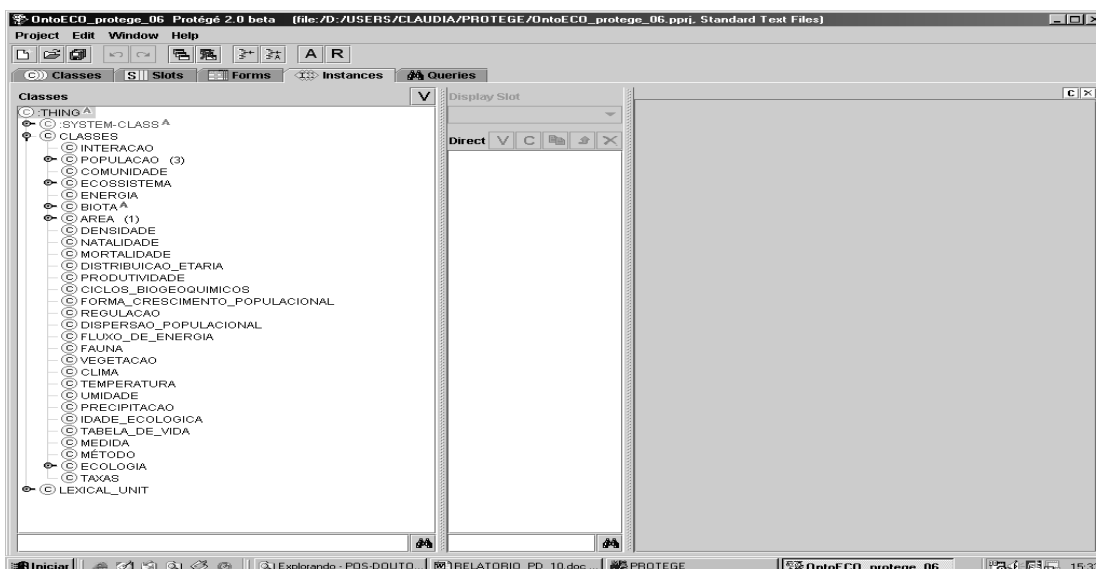 OntoECO_protege_06 Protégé 2.0 beta (file:/D:/USERS/CLAUDIA/PROTEGE/OntoECO_protege_06.pprj, Standard Text Files)
Project Edit Window Help
A R
C Classes S Slots Forms Instances Queries
Classes V Display Slot C
C :THING A
C :SYSTEM-CLASS A
C CLASSES Direct V C
C INTERACAO
C POPULACAO (3)
C COMUNIDADE
C ECOSSISTEMA
C ENERGIA
C BIOTA A
C AREA (1)
C DENSIDADE
C NATALIDADE
C MORTALIDADE
C DISTRIBUICAO_ETARIA
C PRODUTIVIDADE
C CICLOS_BIOGEOQUIMICOS
C FORMA_CRESCIMENTO_POPULACIONAL
C REGULACAO
C DISPERSAO_POPULACIONAL
C FLUXO_DE_ENERGIA
C FAUNA
C VEGETACAO
C CLIMA
C TEMPERATURA
C UMIDADE
C PRECIPITACAO
C IDADE_ECOLOGICA
C TABELA_DE_VIDA
C MEDIDA
C MÉTODO
C ECOLOGIA
C TAXAS
C LEXICAL_UNIT
Iniciar Explorando - POS-DOUTO... RELATORIO_PD_10.doc ... PROTEGE OntoECO_protege_06